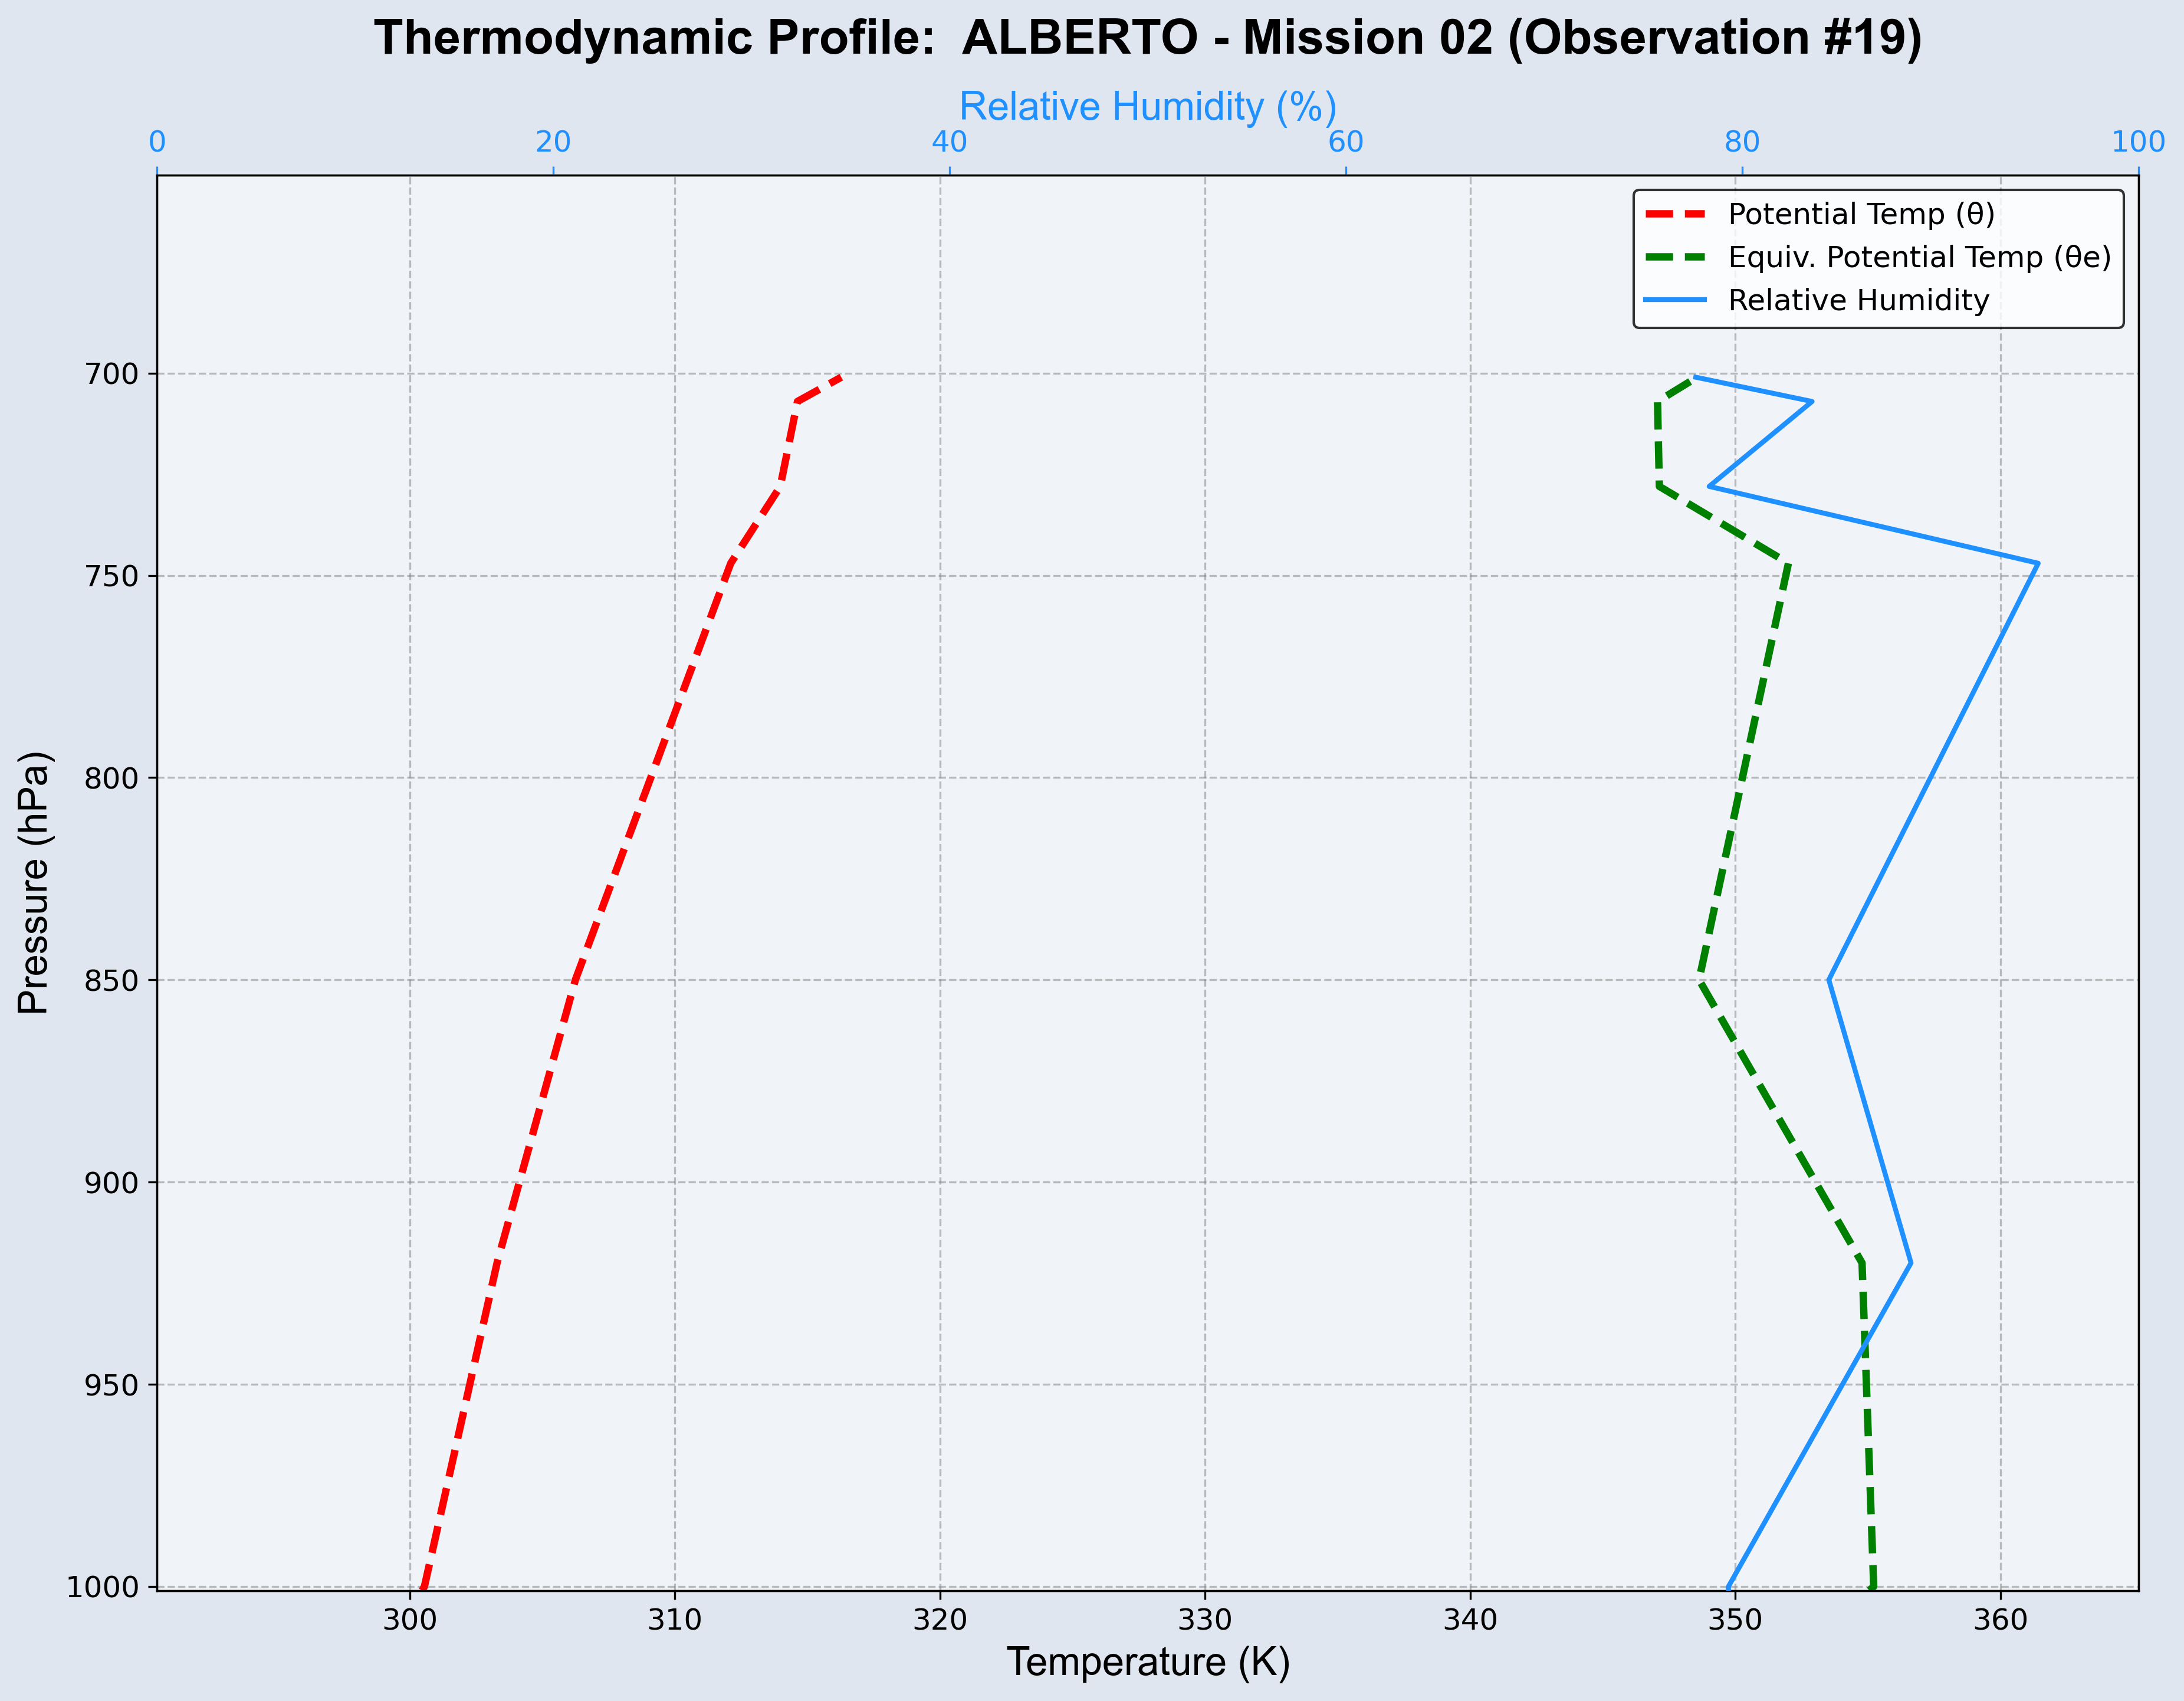 Thermodynamic Profile:  ALBERTO - Mission 02 (Observation #19)
Relative Humidity (%)
0 20 40 60 80 100
Potential Temp (θ)
Equiv. Potential Temp (θe)
Relative Humidity
Pressure (hPa)
700
750
800
850
900
950
1000
300 310 320 330 340 350 360
Temperature (K)